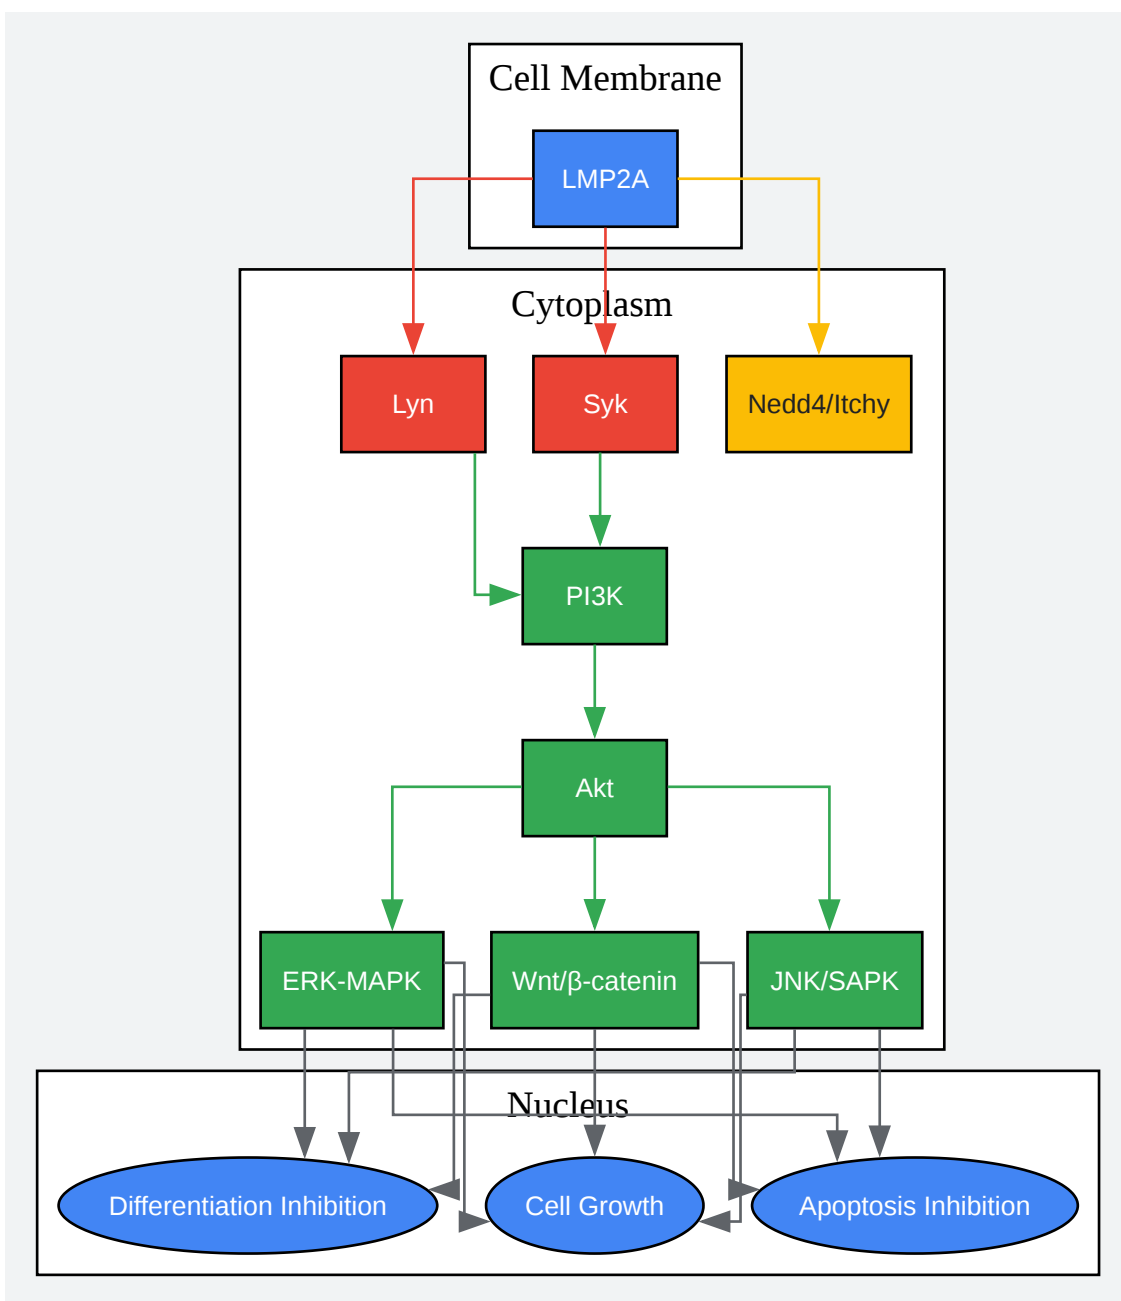 Cell Membrane
LMP2A
Cytoplasm
Lyn
Syk
Nedd4/Itchy
PI3K
Akt
ERK-MAPK
Wnt/β-catenin
JNK/SAPK
Nucleus
Differentiation Inhibition
Cell Growth
Apoptosis Inhibition